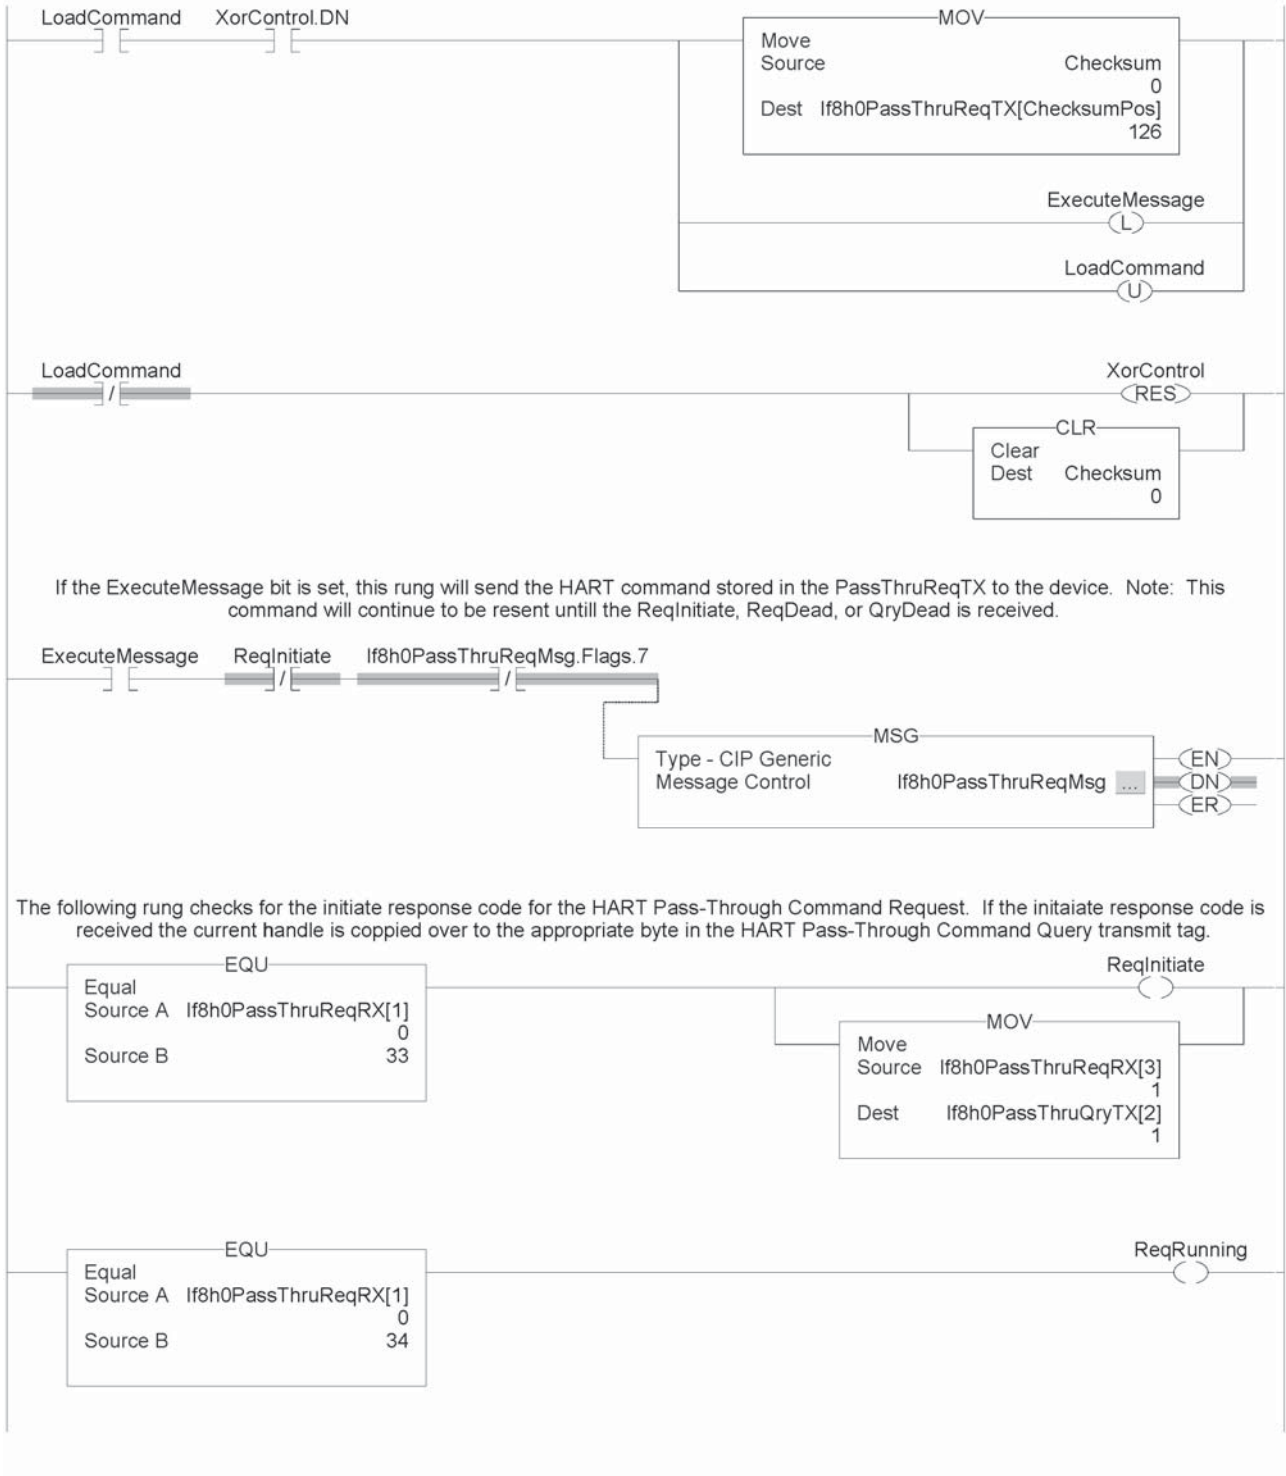 LoadCommand XorControl.DN
MOV
Move
Source Checksum
0
Dest If8h0PassThruReqTX[ChecksumPos]
126
ExecuteMessage
L
LoadCommand
U
LoadCommand XorControl
/ RES
CLR
Clear
Dest Checksum
0
If the ExecuteMessage bit is set, this rung will send the HART command stored in the PassThruReqTX to the device. Note: This
command will continue to be resent untill the ReqInitiate, ReqDead, or QryDead is received.
ExecuteMessage ReqInitiate If8h0PassThruReqMsg.Flags.7
/ /
MSG
Type - CIP Generic EN
Message Control If8h0PassThruReqMsg ... DN
ER
The following rung checks for the initiate response code for the HART Pass-Through Command Request. If the initaiate response code is
received the current handle is coppied over to the appropriate byte in the HART Pass-Through Command Query transmit tag.
EQU ReqInitiate
Equal
Source A If8h0PassThruReqRX[1]
0
Source B 33
MOV
Move
Source If8h0PassThruReqRX[3]
1
Dest If8h0PassThruQryTX[2]
1
EQU ReqRunning
Equal
Source A If8h0PassThruReqRX[1]
0
Source B 34